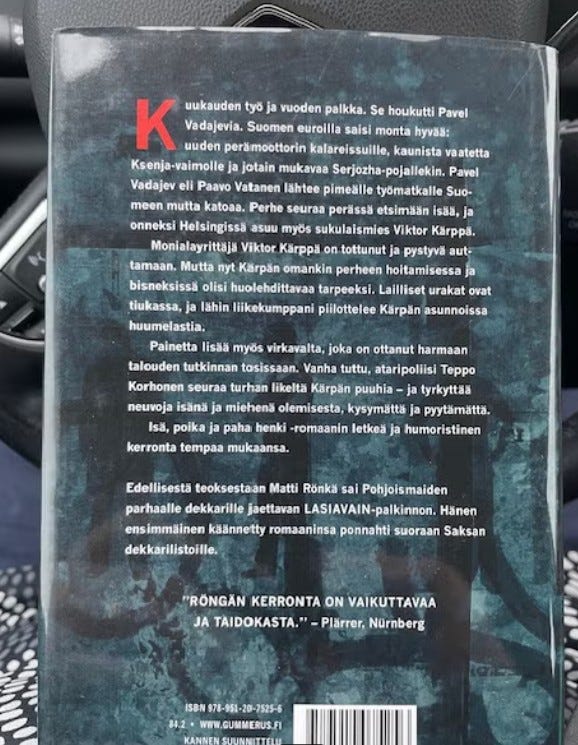 Kuukauden työ ja vuoden palkka. Se houkutti Pavel
Vadajevia. Suomen euroilla saisi monta hyvää:
uuden perämoottorin kalareissuille, kaunista vaatetta
Ksenja-vaimolle ja jotain mukavaa Serjozha-pojallekin. Pavel
Vadajev eli Paavo Vatanen lähtee pimeälle työmatkalle Suo-
meen mutta katoaa. Perhe seuraa perässä etsimään isää, ja
onneksi Helsingissä asuu myös sukulaismies Viktor Kärppä.
Monialayrittäjä Viktor Kärppä on tottunut ja pystyvä aut-
tamaan. Mutta nyt Kärpän omankin perheen hoitamisessa ja
bisneksissä olisi huolehdittavaa tarpeeksi. Lailliset urakat ovat
tiukassa, ja lähin liikekumppani piilottelee Kärpän asunnoissa
huumelastia.
Painetta lisää myös virkavalta, joka on ottanut harmaan
talouden tutkinnan tosissaan. Vanha tuttu, ataripoliisi Teppo
Korhonen seuraa turhan likeltä Kärpän puuhia – ja tyrkyttää
neuvoja isänä ja miehenä olemisesta, kysymättä ja pyytämättä.
Isä, poika ja paha henki -romaanin letkeä ja humoristinen
kerronta tempaa mukaansa.
Edellisestä teoksestaan Matti Rönkä sai Pohjoismaiden
parhaalle dekkarille jaettavan LASIAVAIN-palkinnon. Hänen
ensimmäinen käännetty romaaninsa ponnahti suoraan Saksan
dekkarilistoille.
"RÖNGÄN KERRONTA ON VAIKUTTAVAA
JA TAIDOKASTA." – Plärrer, Nürnberg
ISBN 978-951-20-7525-6
84.2 • WWW.GUMMERUS.FI
KANNEN SUUNNITTELU